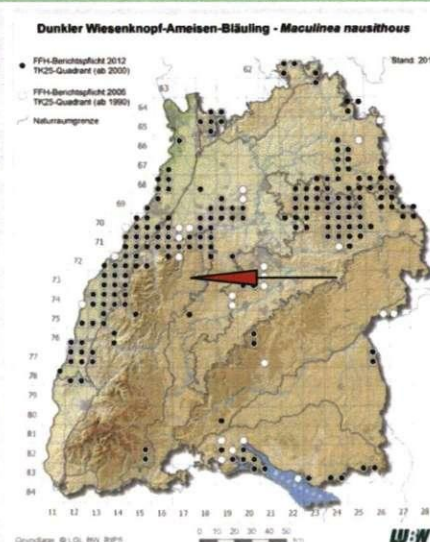 Dunkler Wiesenknopf-Ameisen-Bläuling - Maculinea nausithous
FFH-Berichtspflicht 2012
TK25-Quadrant (ab 2000)
FFH-Berichtspflicht 2006
TK25-Quadrant (ab 1990)
Naturraumgrenze
Stand: 201
62
63
64
65
66
67
68
69
70
71
72
73
74
75
76
77
78
79
80
81
82
83
84
11 12 13 14 15 16 17 18 19 20 21 22 23 24 25 26 27 28
0 10 20 30 40 50
km
LU:W